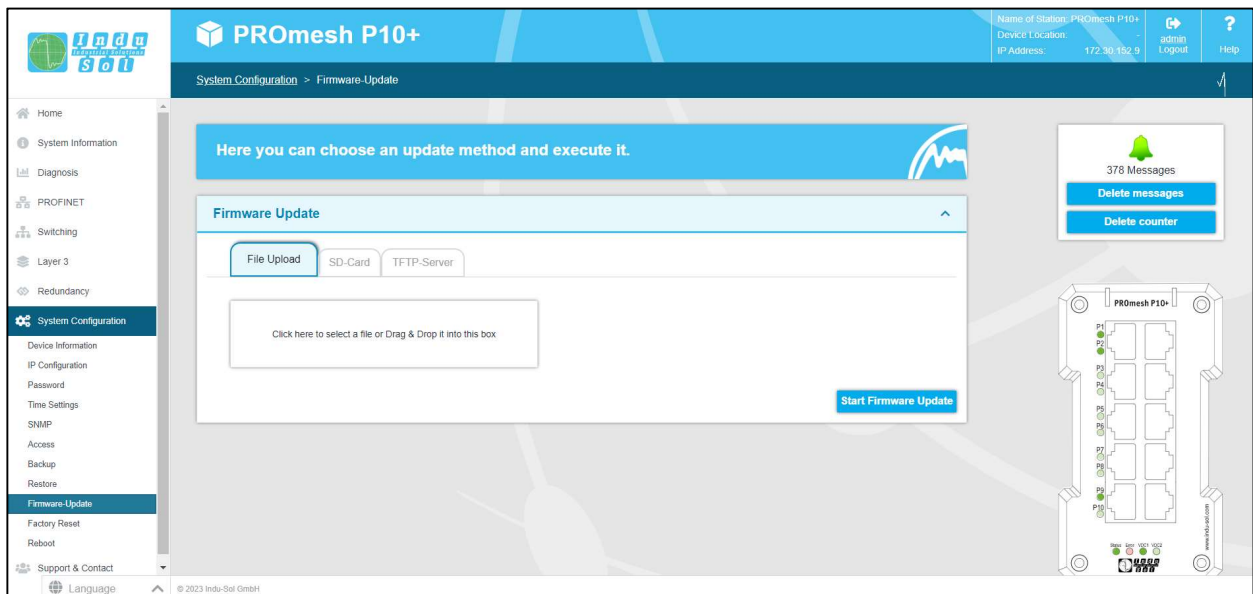 Indu
Industrial Solutions
Sol
PROmesh P10+
Name of Station: PROmesh P10+
Device Location: -
IP Address: 172.30.152.9
admin
Logout
?
Help
System Configuration > Firmware-Update
Home
System Information
Diagnosis
PROFINET
Switching
Layer 3
Redundancy
System Configuration
Device Information
IP Configuration
Password
Time Settings
SNMP
Access
Backup
Restore
Firmware-Update
Factory Reset
Reboot
Support & Contact
Language
Here you can choose an update method and execute it.
Firmware Update
File Upload
SD-Card
TFTP-Server
Click here to select a file or Drag & Drop it into this box
Start Firmware Update
378 Messages
Delete messages
Delete counter
PROmesh P10+
P1
P2
P3
P4
P5
P6
P7
P8
P9
P10
www.indu-sol.com
Status Error VDC1 VDC2
Indu
Sol
© 2023 Indu-Sol GmbH